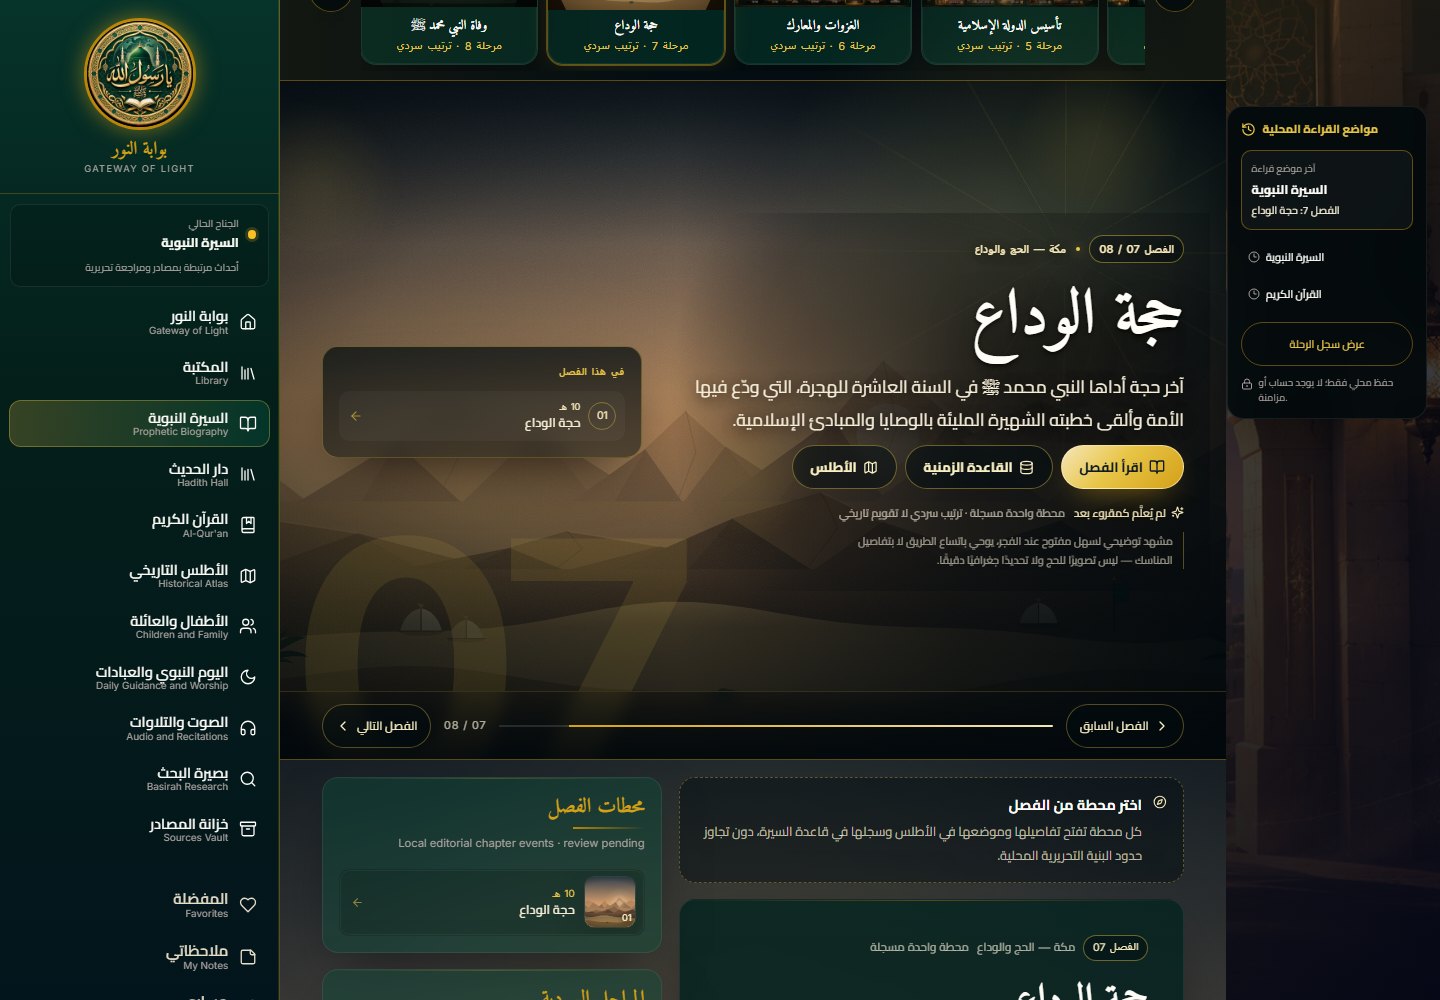 يا رسول الله
بوابة النور
GATEWAY OF LIGHT
الجناح الحالي
السيرة النبوية
أحداث مرتبطة بمصادر ومراجعة تحريرية
بوابة النور
Gateway of Light
المكتبة
Library
السيرة النبوية
Prophetic Biography
دار الحديث
Hadith Hall
القرآن الكريم
Al-Qur'an
الأطلس التاريخي
Historical Atlas
الأطفال والعائلة
Children and Family
اليوم النبوي والعبادات
Daily Guidance and Worship
الصوت والتلاوات
Audio and Recitations
بصيرة البحث
Basirah Research
خزانة المصادر
Sources Vault
المفضلة
Favorites
ملاحظاتي
My Notes
تأسيس الدولة الإسلامية
مرحلة 5 · ترتيب سردي
الغزوات والمعارك
مرحلة 6 · ترتيب سردي
حجة الوداع
مرحلة 7 · ترتيب سردي
وفاة النبي محمد ﷺ
مرحلة 8 · ترتيب سردي
الفصل 07 / 08 • مكة — الحج والوداع
حجة الوداع
آخر حجة أداها النبي محمد ﷺ في السنة العاشرة للهجرة، التي ودّع فيها
الأمة وألقى خطبته الشهيرة المليئة بالوصايا والمبادئ الإسلامية.
اقرأ الفصل
القاعدة الزمنية
الأطلس
لم يُعلَّم كمقروء بعد
محطة واحدة مسجلة · ترتيب سردي لا تقويم تاريخي
مشهد توضيحي لسهل مفتوح عند الفجر، يوحي باتساع الطريق لا بتفاصيل
المناسك — ليس تصويرًا للحج ولا تحديدًا جغرافيًا دقيقًا.
في هذا الفصل
01
10 هـ
حجة الوداع
07
الفصل السابق
08 / 07
الفصل التالي
اختر محطة من الفصل
كل محطة تفتح تفاصيلها وموضعها في الأطلس وسجلها في قاعدة السيرة، دون تجاوز
حدود البنية التحريرية المحلية.
الفصل 07
مكة — الحج والوداع
محطة واحدة مسجلة
حجة الوداع
محطات الفصل
Local editorial chapter events · review pending
01
10 هـ
حجة الوداع
مواضع القراءة المحلية
آخر موضع قراءة
السيرة النبوية
الفصل 7: حجة الوداع
السيرة النبوية
القرآن الكريم
عرض سجل الرحلة
حفظ محلي فقط؛ لا يوجد حساب أو
مزامنة.